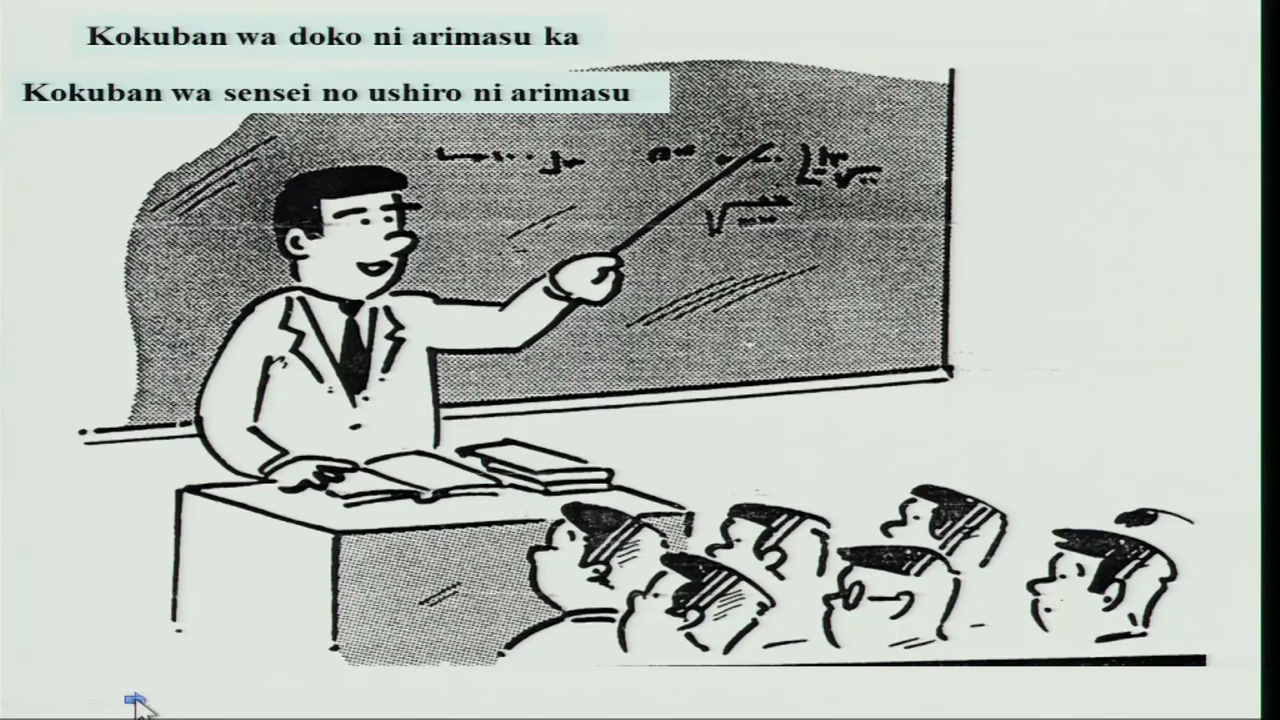 Kokuban wa doko ni arimasu ka
Kokuban wa sensei no ushiro ni arimasu